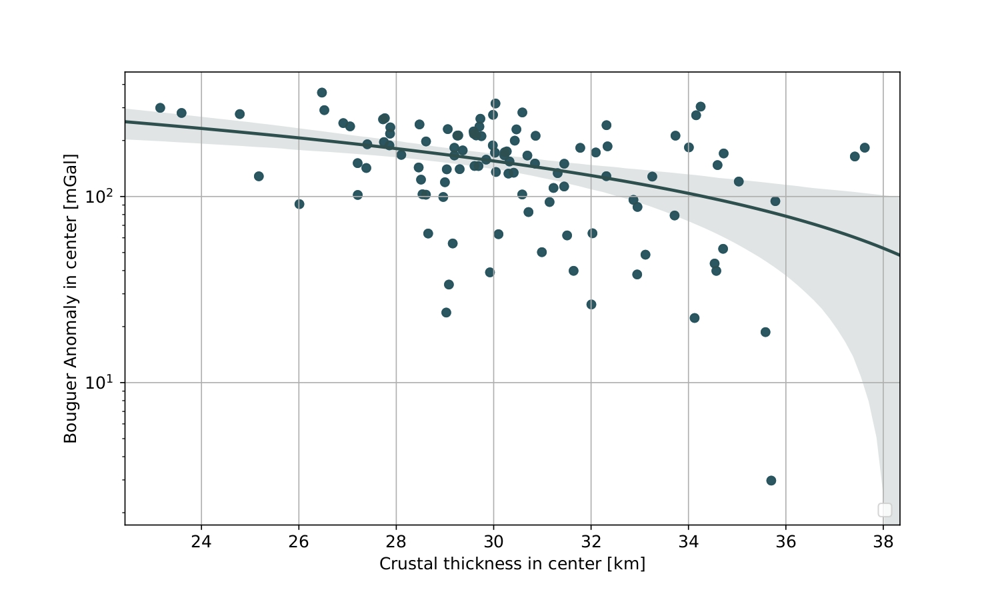 Bouguer Anomaly in center [mGal]
10²
10¹
24 26 28 30 32 34 36 38
Crustal thickness in center [km]